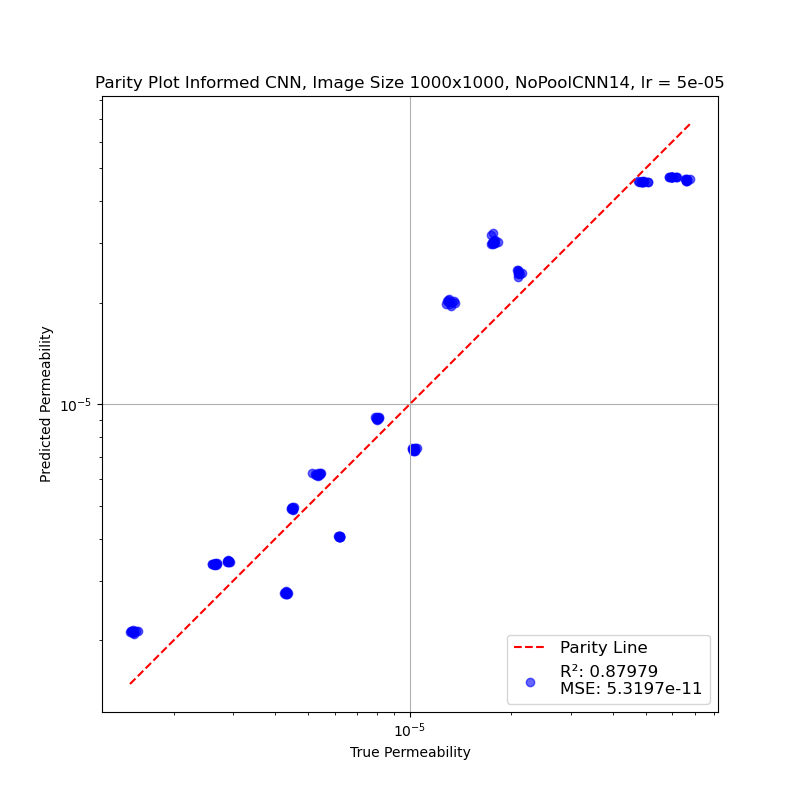 Parity Plot Informed CNN, Image Size 1000x1000, NoPoolCNN14, lr = 5e-05
Predicted Permeability
10⁻⁵
10⁻⁵
True Permeability
Parity Line
R²: 0.87979
MSE: 5.3197e-11